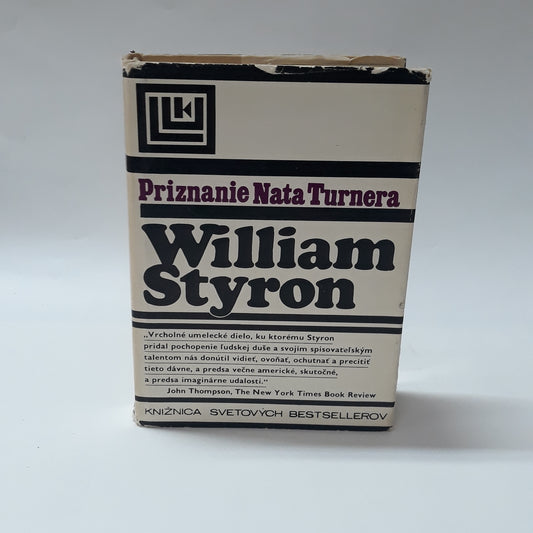 Priznanie Nata Turnera
William
Styron
„Vrcholné umelecké dielo, ku ktorému Styron
pridal pochopenie ľudskej duše a svojim spisovateľským
talentom nás donútil vidieť, ovoňať, ochutnať a precítiť
tieto dávne, a predsa večne americké, skutočné,
a predsa imaginárne udalosti.“
John Thompson, The New York Times Book Review
KNIŽNICA SVETOVÝCH BESTSELLEROV